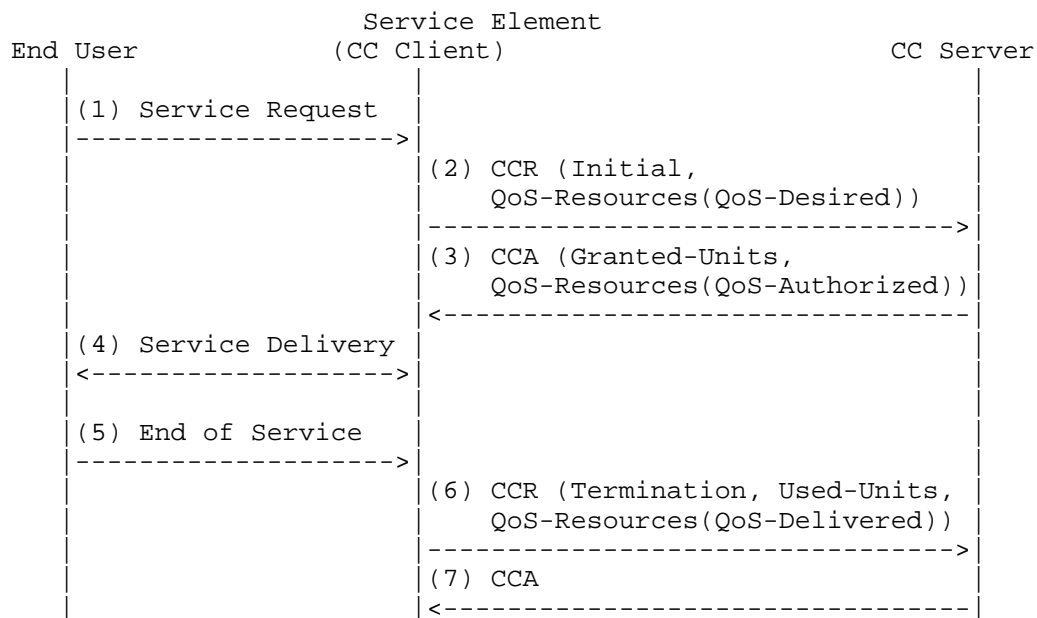 Service Element
End User (CC Client) CC Server
(1) Service Request
(2) CCR (Initial,
QoS-Resources(QoS-Desired))
(3) CCA (Granted-Units,
QoS-Resources(QoS-Authorized))
(4) Service Delivery
(5) End of Service
(6) CCR (Termination, Used-Units,
QoS-Resources(QoS-Delivered))
(7) CCA